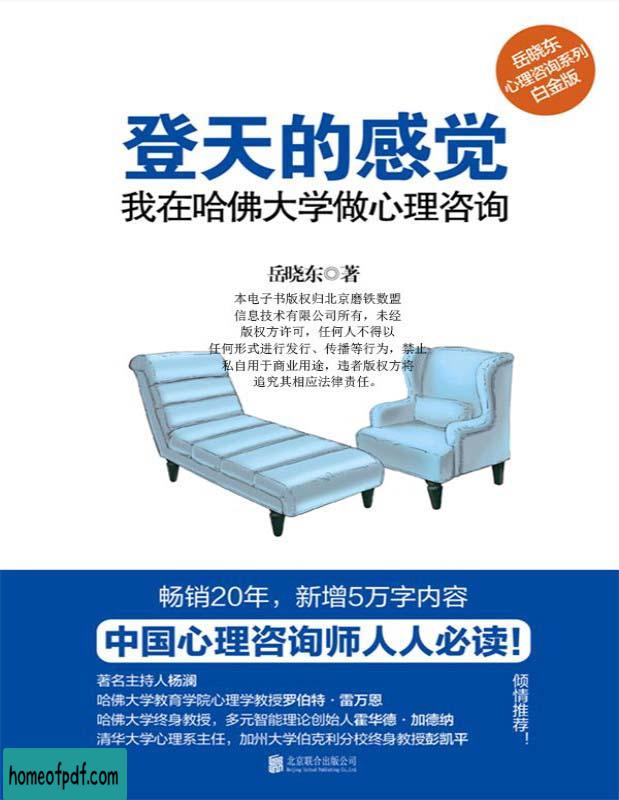 岳晓东
心理咨询系列
白金版
登天的感觉
我在哈佛大学做心理咨询
岳晓东◎著
本电子书版权归北京磨铁数盟
信息技术有限公司所有，未经
版权方许可，任何人不得以
任何形式进行发行、传播等行为，禁止
私自用于商业用途，违者版权方将
追究其相应法律责任。
畅销20年，新增5万字内容
中国心理咨询师人人必读！
著名主持人杨澜
哈佛大学教育学院心理学教授罗伯特·雷万恩
哈佛大学终身教授，多元智能理论创始人霍华德·加德纳
清华大学心理系主任，加州大学伯克利分校终身教授彭凯平
倾情推荐！
北京联合出版公司
Beijing United Publishing Co.,Ltd.
homeofpdf.com